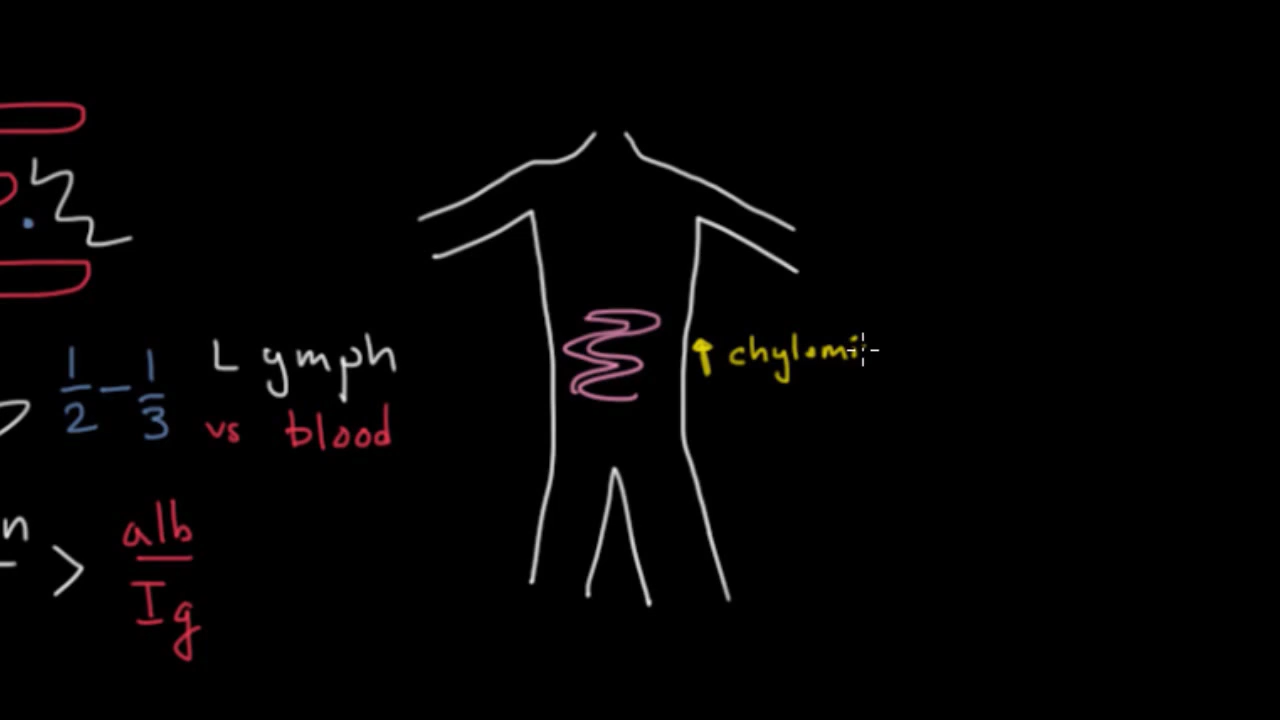 1/2 - 1/3 Lymph
vs blood
n > alb/Ig
↑ chylomi